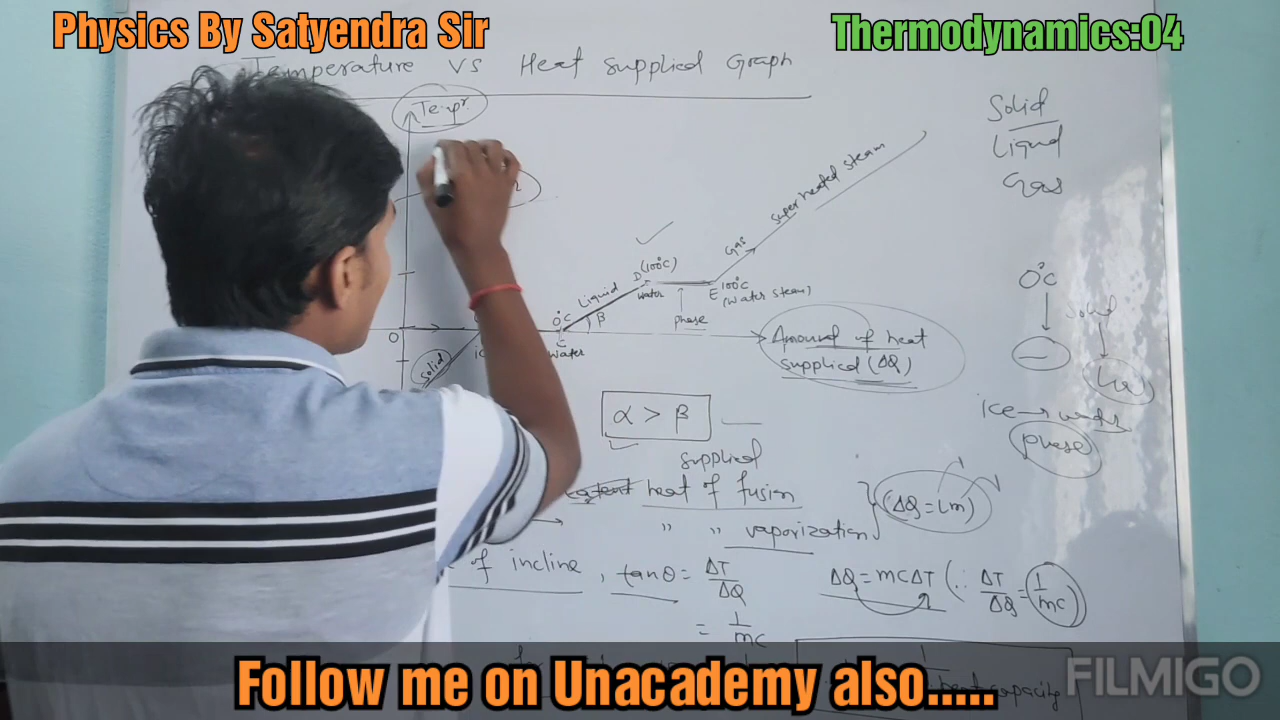 Physics By Satyendra Sir
Thermodynamics:04
Temperature vs Heat supplied Graph
Tempr.
Solid
Liquid
Gas
super heated steam
Gas
D(100°C)
water
E 100°C
(water steam)
phase
Liquid
β
0°C
C
water
0
solid
Amount of heat
supplied (ΔQ)
0°C
Solid
ice → water
phase
α > β
supplied
heat of fusion
" " vaporization
(ΔQ = Lm)
of incline, tanθ = ΔT/ΔQ
= 1/mc
ΔQ = mcΔT (∵ ΔT/ΔQ = 1/mc)
heat capacity
Follow me on Unacademy also.....
FILMIGO